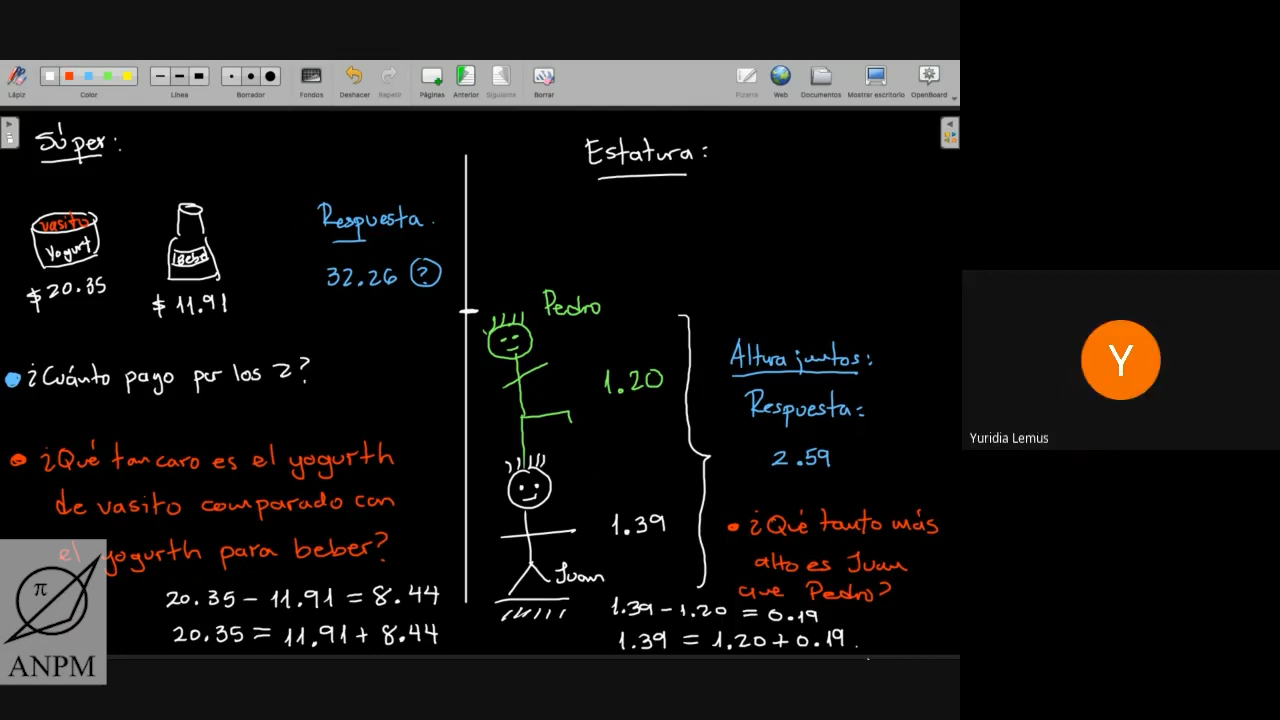 Lápiz
Color
Línea
Borrador
Fondos
Deshacer
Repetir
Páginas
Anterior
Siguiente
Borrar
Pizarra
Web
Documentos
Mostrar escritorio
OpenBoard
Súper:
vasito
Yogurt
$ 20.35
Bebe
$ 11.91
Respuesta.
32.26 ?
• ¿Cuánto pago por los 2?
• ¿Qué tan caro es el yogurth
de vasito comparado con
el yogurth para beber?
20.35 - 11.91 = 8.44
20.35 = 11.91 + 8.44
Estatura:
Pedro
1.20
1.39
Juan
Altura juntos:
Respuesta:
2.59
• ¿Qué tanto más
alto es Juan
que Pedro?
1.39 - 1.20 = 0.19
1.39 = 1.20 + 0.19.
π
ANPM
Y
Yuridia Lemus